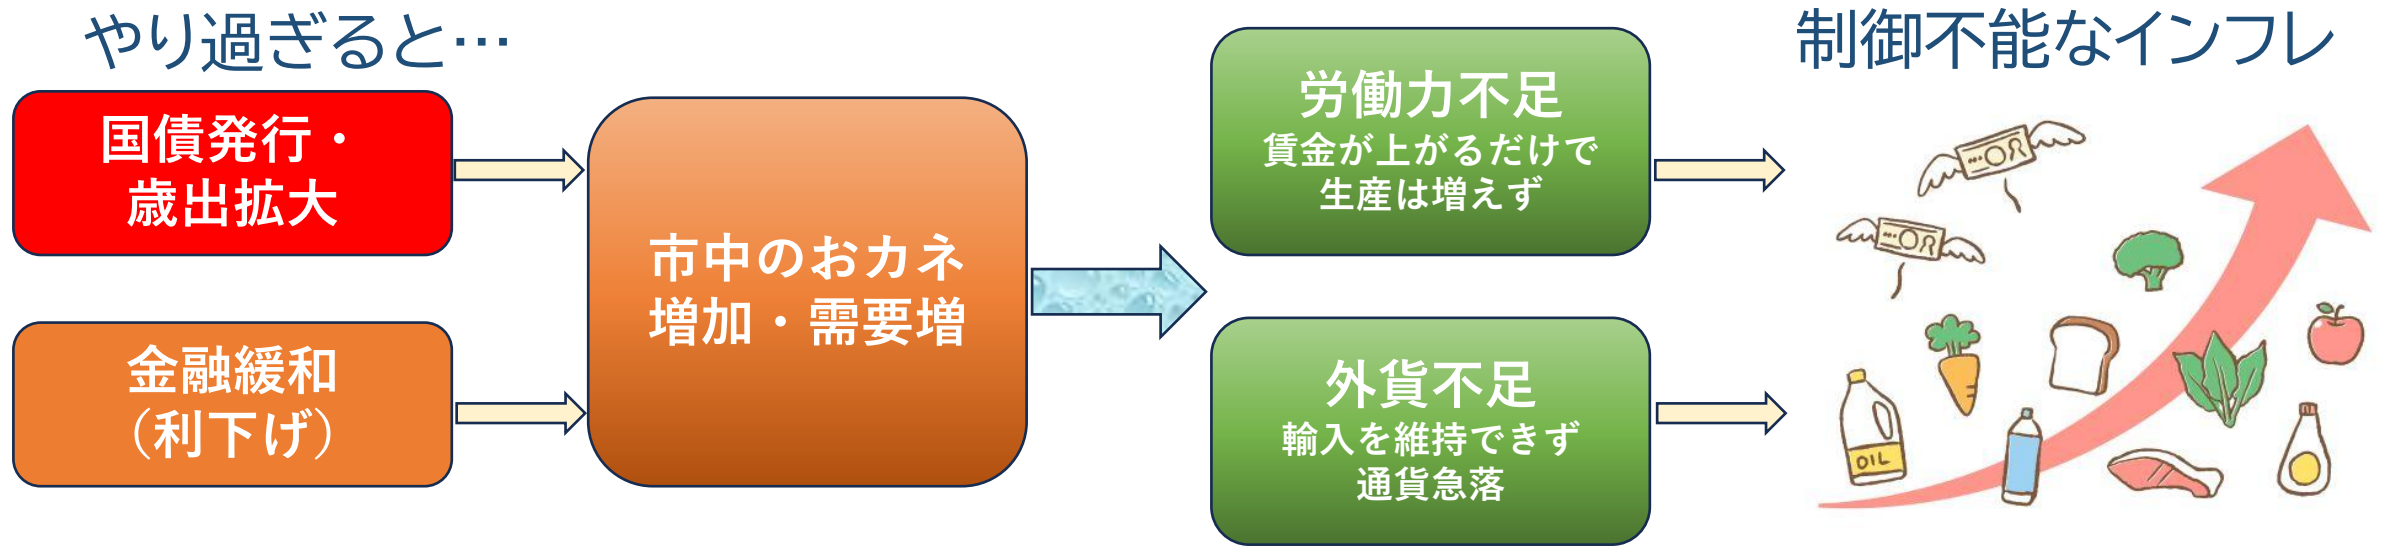 やり過ぎると…
国債発行・
歳出拡大
金融緩和
（利下げ）
市中のおカネ
増加・需要増
労働力不足
賃金が上がるだけで
生産は増えず
外貨不足
輸入を維持できず
通貨急落
制御不能なインフレ
OIL